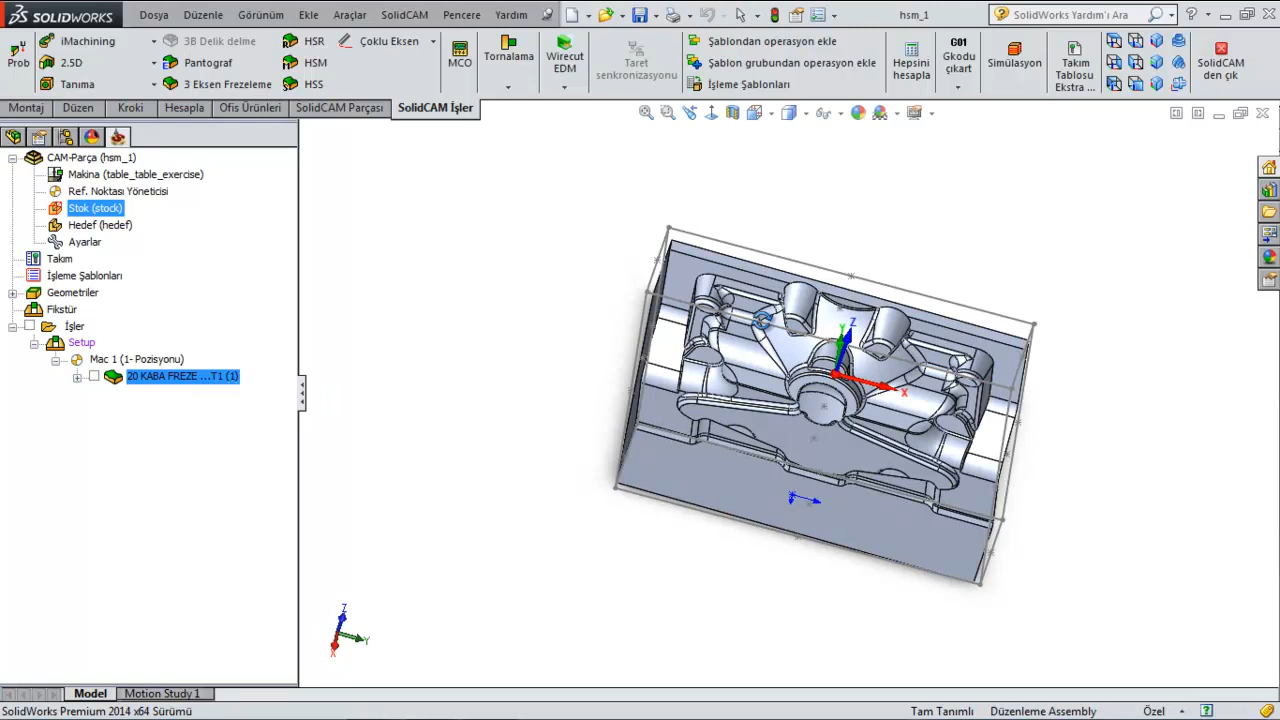 SOLIDWORKS
Dosya Düzenle Görünüm Ekle Araçlar SolidCAM Pencere Yardım
hsm_1
SolidWorks Yardım'ı Ara
Prob
iMachining
2.5D
Tanıma
3B Delik delme
Pantograf
3 Eksen Frezeleme
HSR
HSM
HSS
Çoklu Eksen
MCO
Tornalama
Wirecut
EDM
Taret
senkronizasyonu
Şablondan operasyon ekle
Şablon grubundan operasyon ekle
İşleme Şablonları
Hepsini
hesapla
G01
Gkodu
çıkart
Simülasyon
Takım
Tablosu
Ekstra ...
SolidCAM
den çık
Montaj Düzen Kroki Hesapla Ofis Ürünleri SolidCAM Parçası SolidCAM İşler
CAM-Parça (hsm_1)
Makina (table_table_exercise)
Ref. Noktası Yöneticisi
Stok (stock)
Hedef (hedef)
Ayarlar
Takım
İşleme Şablonları
Geometriler
Fikstür
İşler
Setup
Mac 1 (1- Pozisyonu)
20 KABA FREZE ...T1 (1)
Z
Y
X
Z
Y
X
Model Motion Study 1
SolidWorks Premium 2014 x64 Sürümü
Tam Tanımlı Düzenleme Assembly Özel